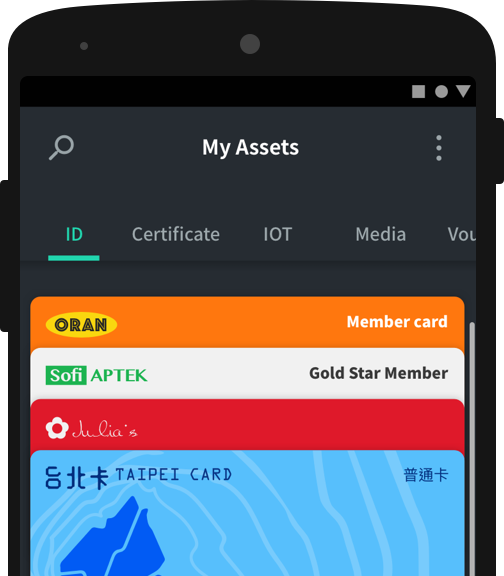 My Assets
ID Certificate IOT Media Vou
ORAN Member card
Sofi APTEK Gold Star Member
Julia's
台北卡 TAIPEI CARD 普通卡